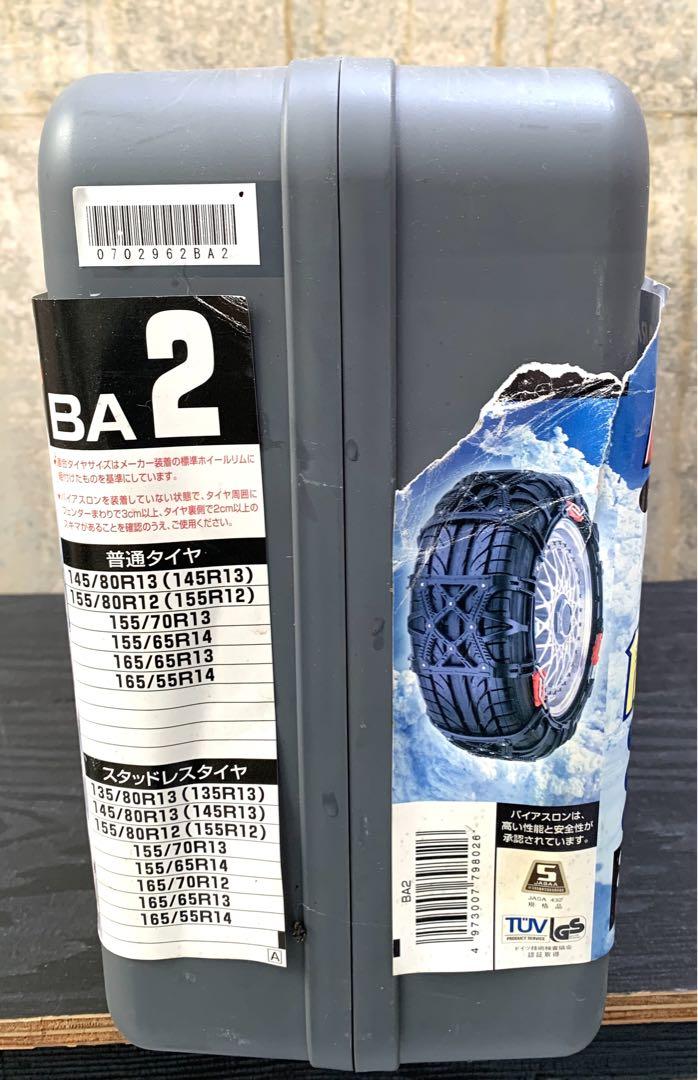 0702962BA2
BA2
•適合タイヤサイズはメーカー装着の標準ホイールリムに
組付けたものを基準にしています。
•バイアスロンを装着していない状態で、タイヤ周囲に
フェンダーまわりで3cm以上、タイヤ裏側で2cm以上の
スキマがあることを確認のうえ、ご使用ください。
普通タイヤ
145/80R13 (145R13)
155/80R12 (155R12)
155/70R13
155/65R14
165/65R13
165/55R14
スタッドレスタイヤ
135/80R13 (135R13)
145/80R13 (145R13)
155/80R12 (155R12)
155/70R13
155/65R14
165/70R12
165/65R13
165/55R14
A
BA2
4 973007 798026
バイアスロンは、
高い性能と安全性が
承認されています。
S
JASAA
規格品
TÜV
PRODUCT SERVICE
GS
ドイツ技術検査協会
認証取得